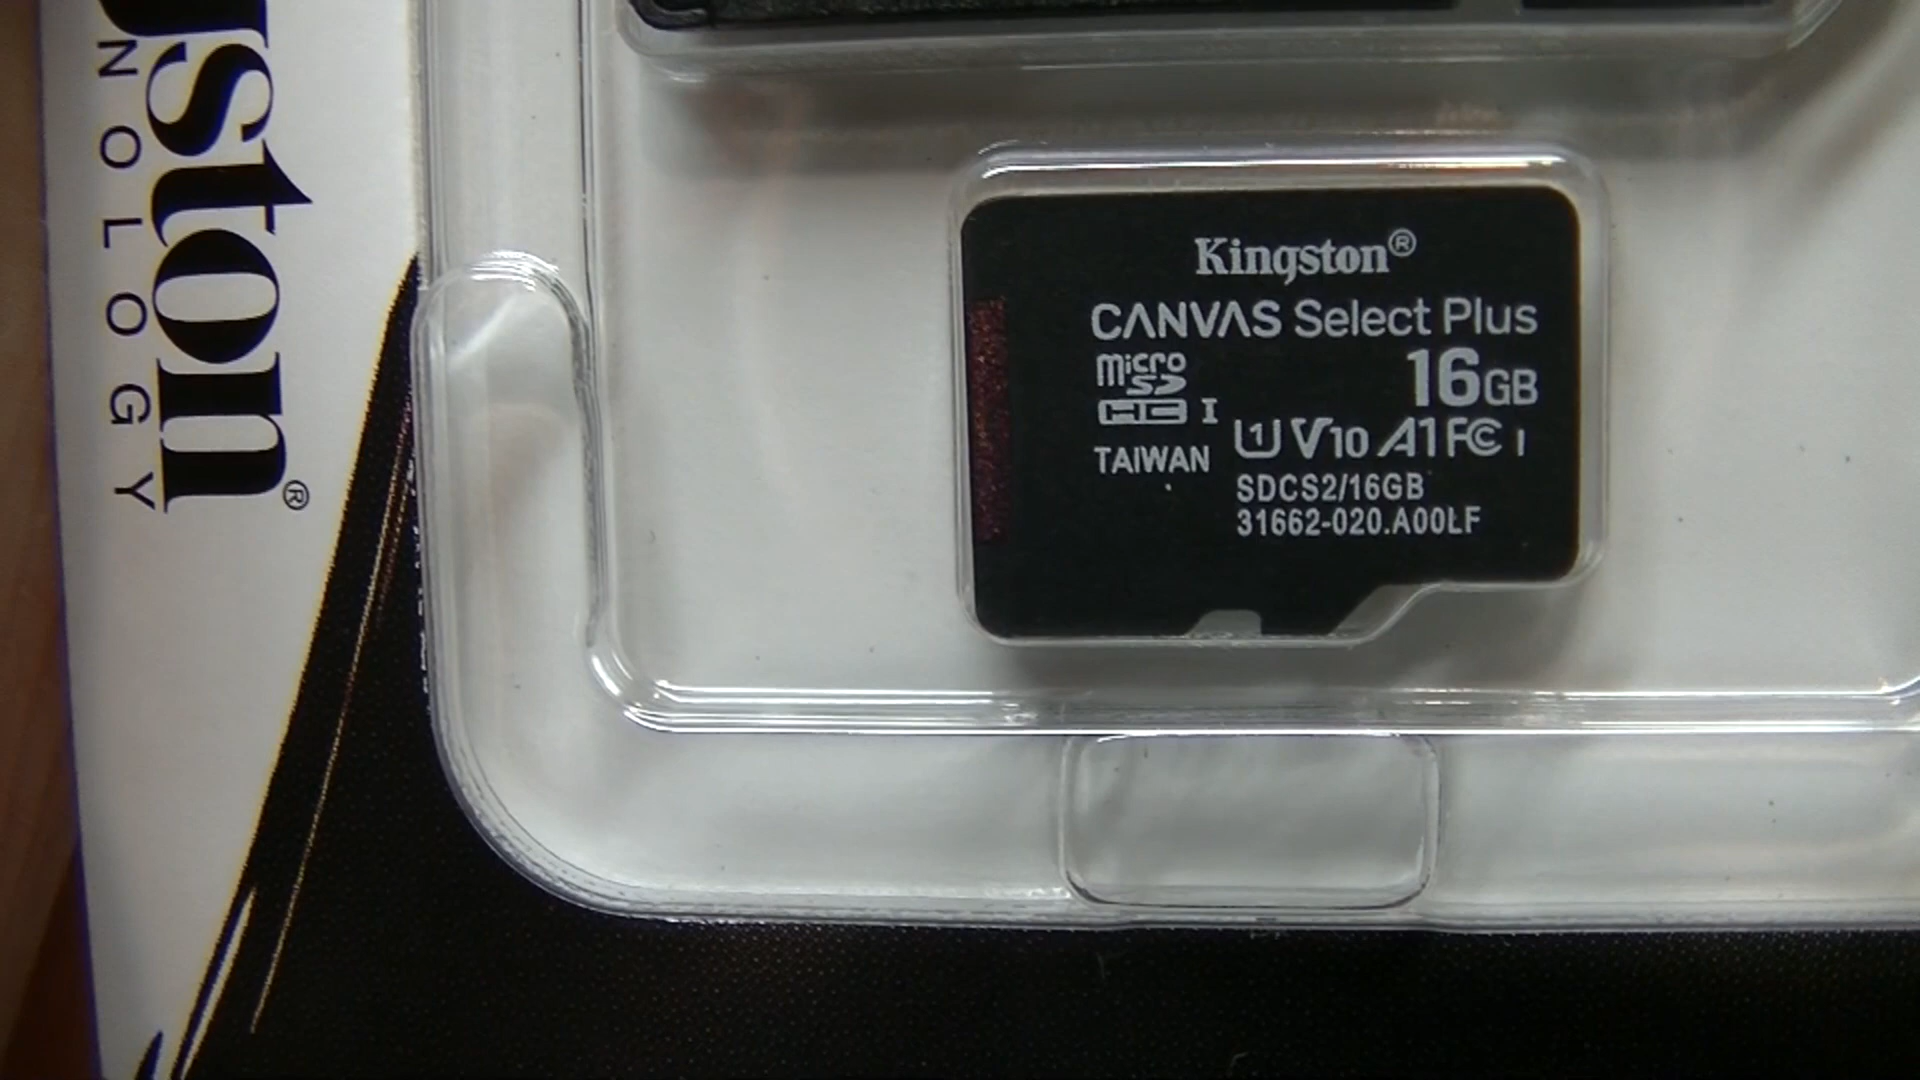 ston®
NOLOGY
Kingston®
CANVAS Select Plus
micro
SD
HC I
16GB
U1 V10 A1 FC I
TAIWAN
SDCS2/16GB
31662-020.A00LF